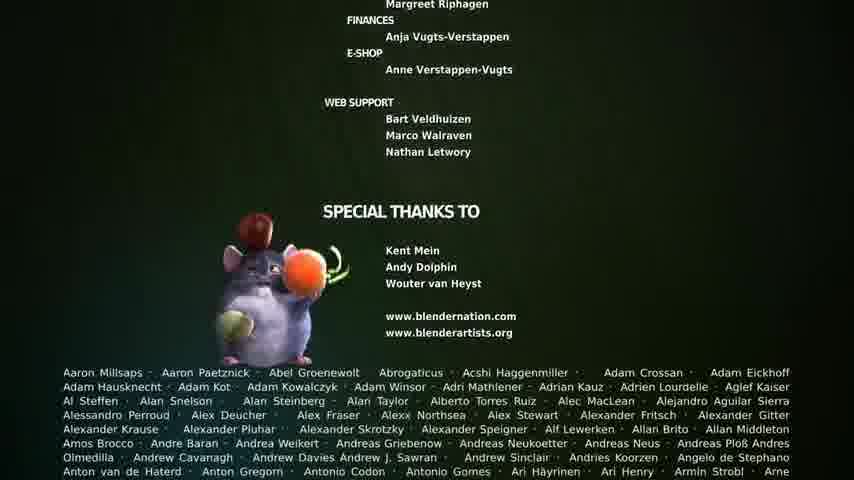 Margreet Riphagen
FINANCES
Anja Vugts-Verstappen
E-SHOP
Anne Verstappen-Vugts
WEB SUPPORT
Bart Veldhuizen
Marco Walraven
Nathan Letwory
SPECIAL THANKS TO
Kent Mein
Andy Dolphin
Wouter van Heyst
www.blendernation.com
www.blenderartists.org
Aaron Millsaps · Aaron Paetznick · Abel Groenewolt Abrogaticus · Acshi Haggenmiller · Adam Crossan · Adam Eickhoff
Adam Hausknecht · Adam Kot · Adam Kowalczyk · Adam Winsor · Adri Mathlener · Adrian Kauz · Adrien Lourdelle · Aglef Kaiser
Al Steffen · Alan Snelson · Alan Steinberg · Alan Taylor · Alberto Torres Ruiz · Alec MacLean · Alejandro Aguilar Sierra
Alessandro Perroud · Alex Deucher · Alex Fraser · Alexx Northsea · Alex Stewart · Alexander Fritsch · Alexander Gitter
Alexander Krause · Alexander Pluhar · Alexander Skrotzky · Alexander Speigner · Alf Lewerken · Allan Brito · Allan Middleton
Amos Brocco · Andre Baran · Andrea Weikert · Andreas Griebenow · Andreas Neukoetter · Andreas Neus · Andreas Ploß Andres
Olmedilla · Andrew Cavanagh · Andrew Davies Andrew J. Sawran · Andrew Sinclair · Andries Koorzen · Angelo de Stephano
Anton van de Haterd · Anton Gregorn · Antonio Codon · Antonio Gomes · Ari Häyrinen · Ari Henry · Armin Strobl · Arne